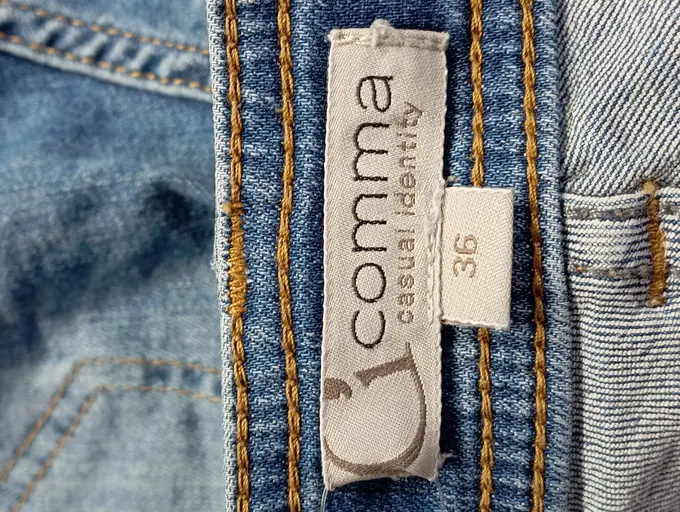 C'i
comma
casual identity
36